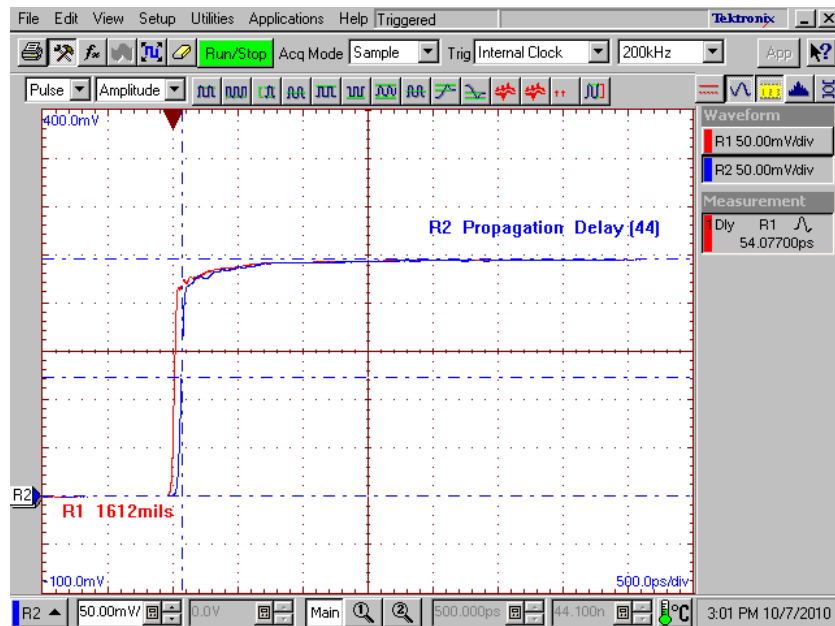 File Edit View Setup Utilities Applications Help Triggered Tektronix
Run/Stop Acq Mode Sample Trig Internal Clock 200kHz App
Pulse Amplitude
400.0mV
Waveform
R1 50.00mV/div
R2 50.00mV/div
Measurement
1 Dly R1
54.07700ps
R2 Propagation Delay (44)
R2
R1 1612mils
-100.0mV
500.0ps/div
R2 50.00mV/ 0.0V Main 1 2 500.000ps 44.100n °C 3:01 PM 10/7/2010